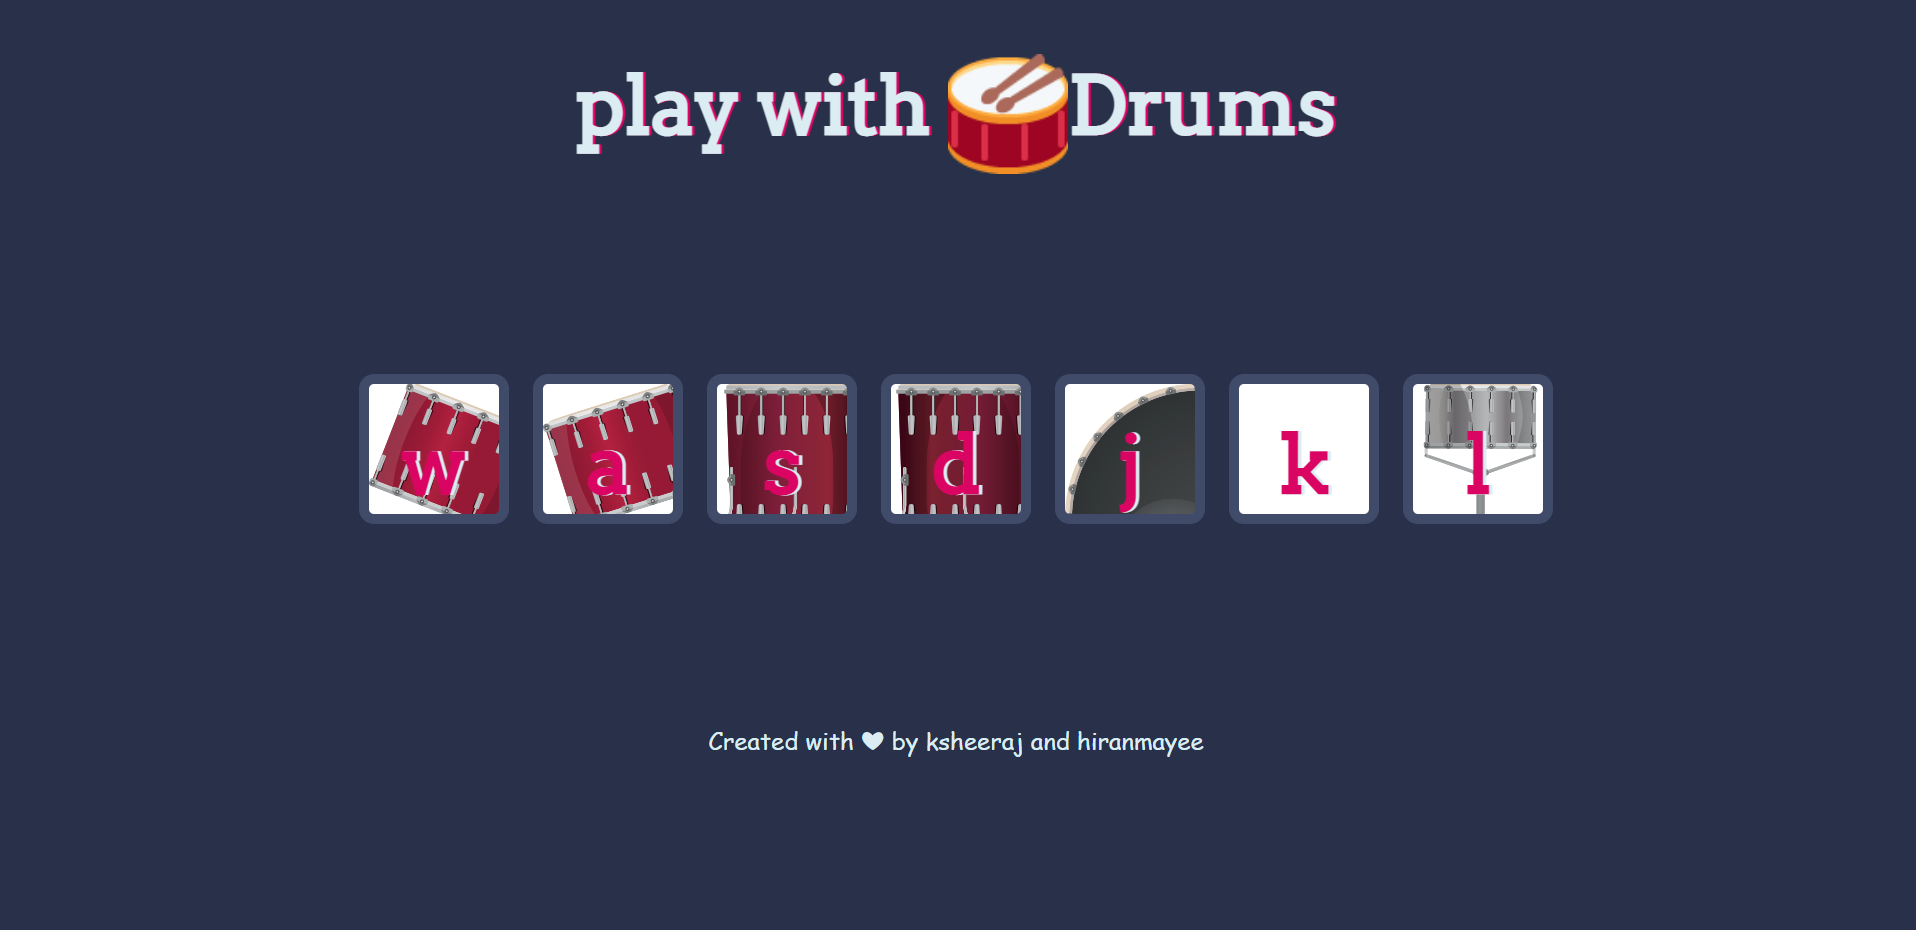 play with 🥁Drums
w a s d j k l
Created with ♥ by ksheeraj and hiranmayee